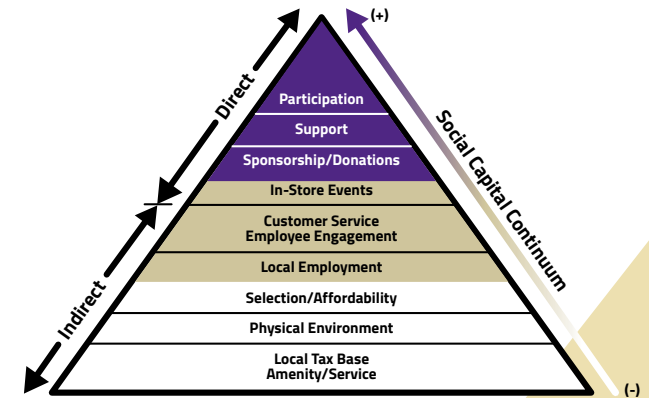 (+)
Direct
Participation
Support
Sponsorship/Donations
In-Store Events
Customer Service
Employee Engagement
Local Employment
Selection/Affordability
Physical Environment
Local Tax Base
Amenity/Service
Indirect
Social Capital Continuum
(-)